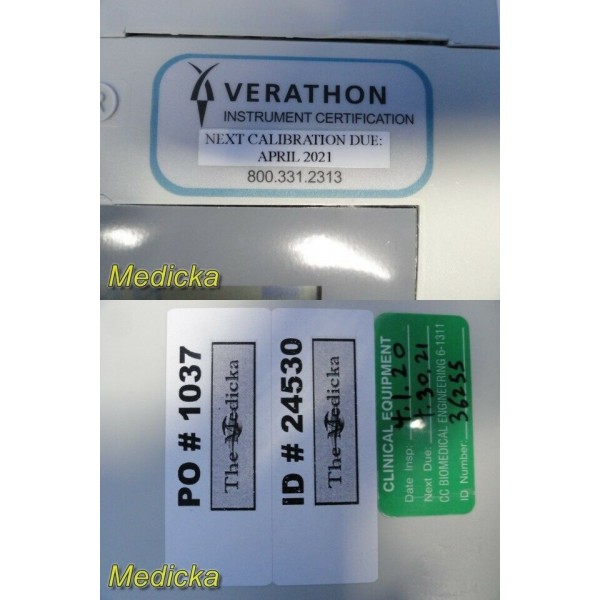 R
VERATHON
INSTRUMENT CERTIFICATION
NEXT CALIBRATION DUE:
APRIL 2021
800.331.2313
Medicka
PO # 1037
The Medicka
ID # 24530
The Medicka
CLINICAL EQUIPMENT
Date Insp: 4.1.20
Next Due: 4.30.21
CC BIOMEDICAL ENGINEERING 6-1311
ID Number: 36255
Medicka